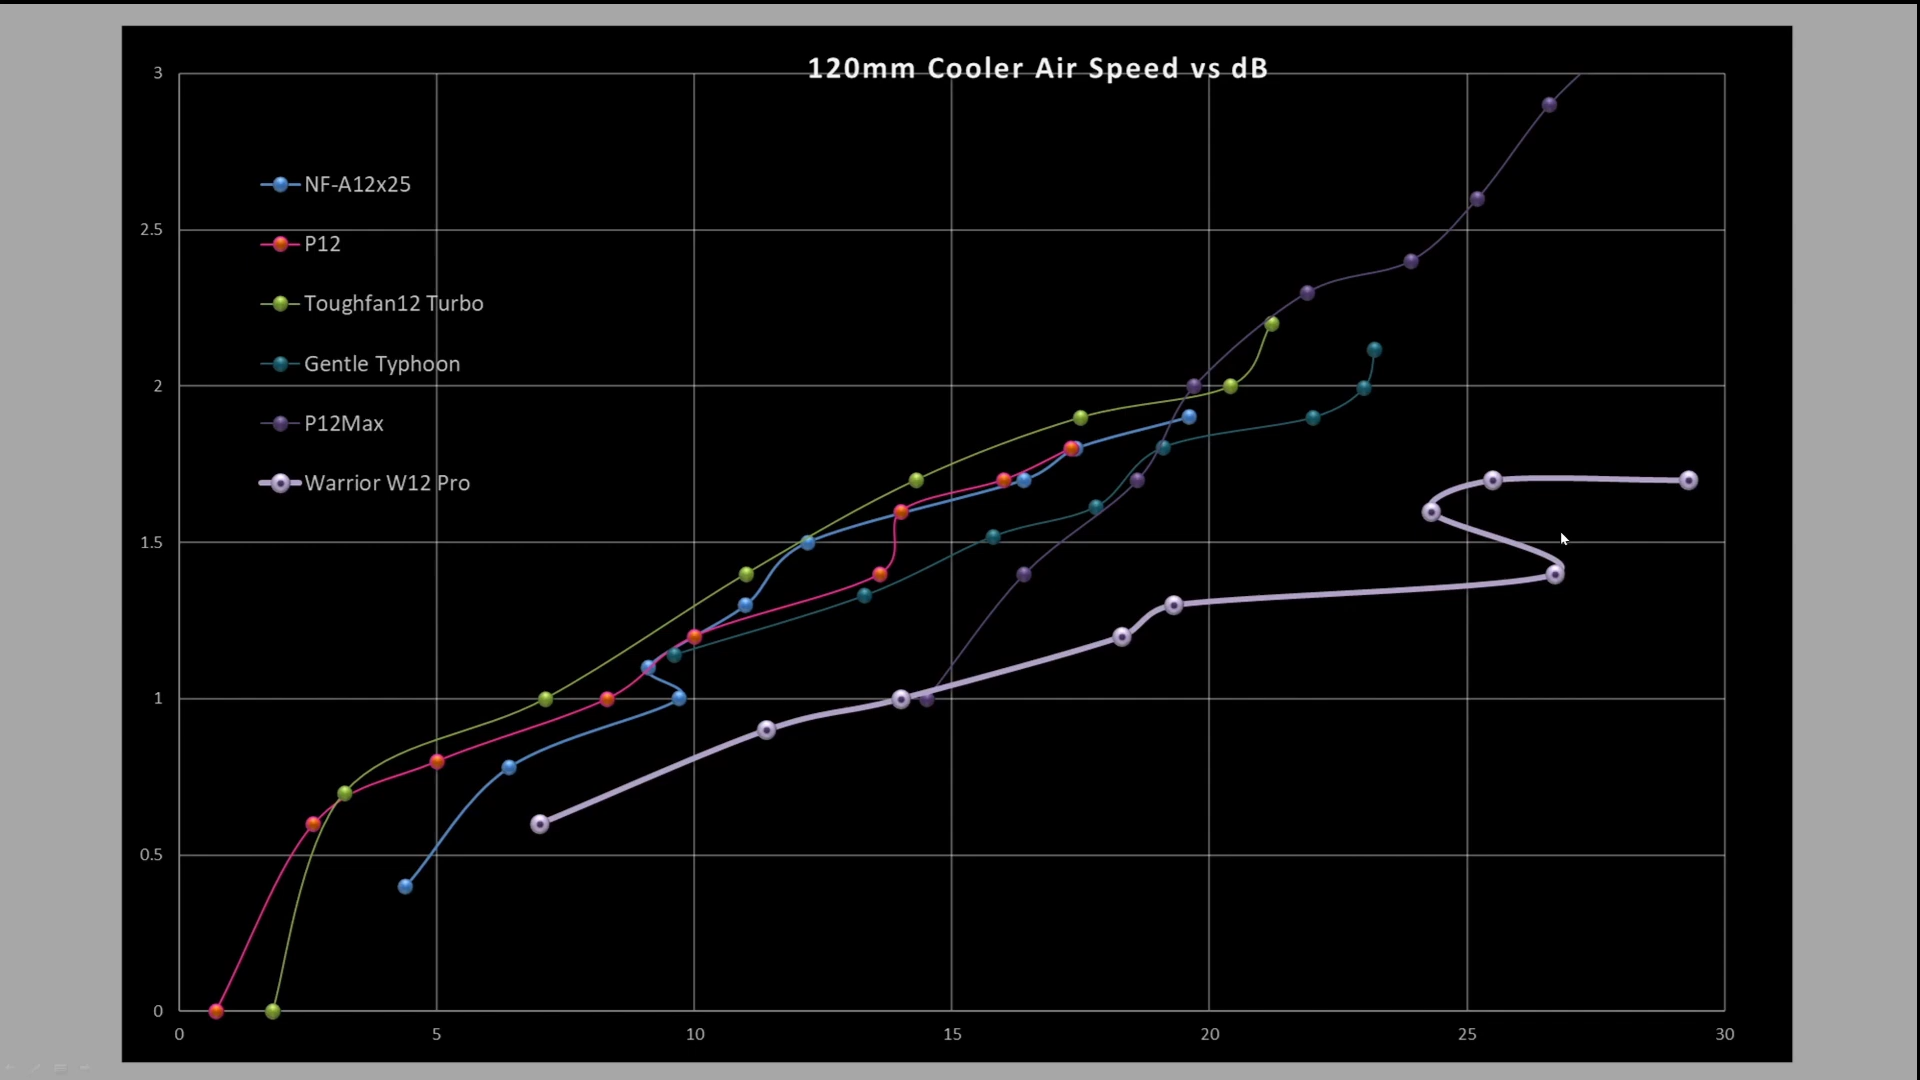 120mm Cooler Air Speed vs dB
3
2.5
2
1.5
1
0.5
0
NF-A12x25
P12
Toughfan12 Turbo
Gentle Typhoon
P12Max
Warrior W12 Pro
0 5 10 15 20 25 30